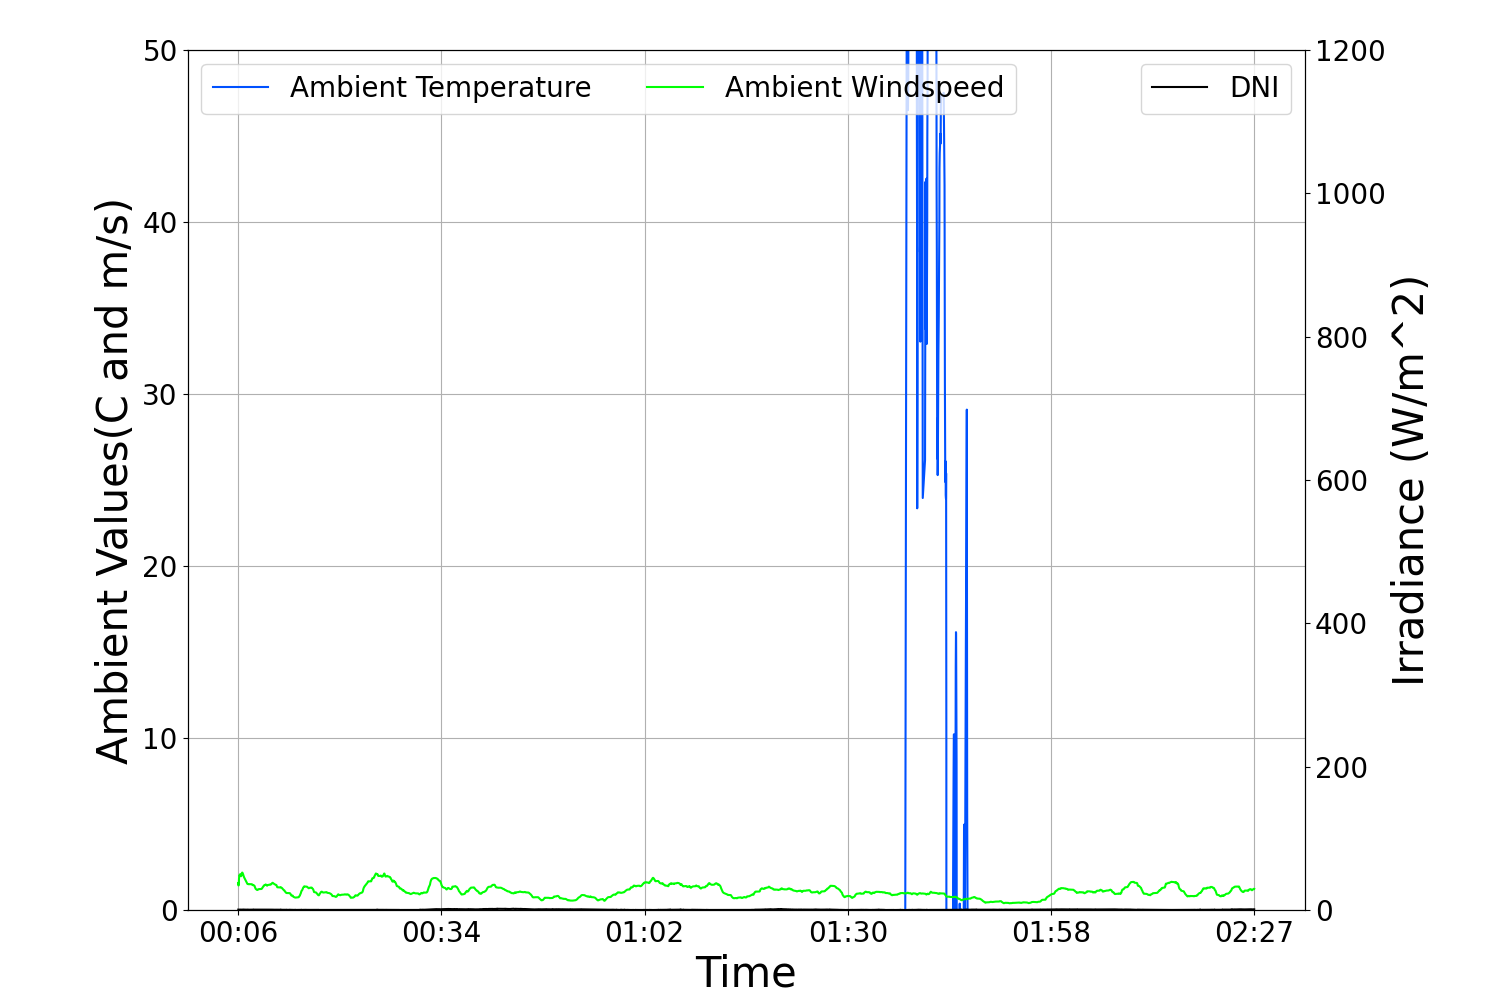 Ambient Temperature
Ambient Windspeed
DNI
Ambient Values(C and m/s)
50
40
30
20
10
0
1200
1000
800
600
400
200
0
Irradiance (W/m^2)
00:06 00:34 01:02 01:30 01:58 02:27
Time